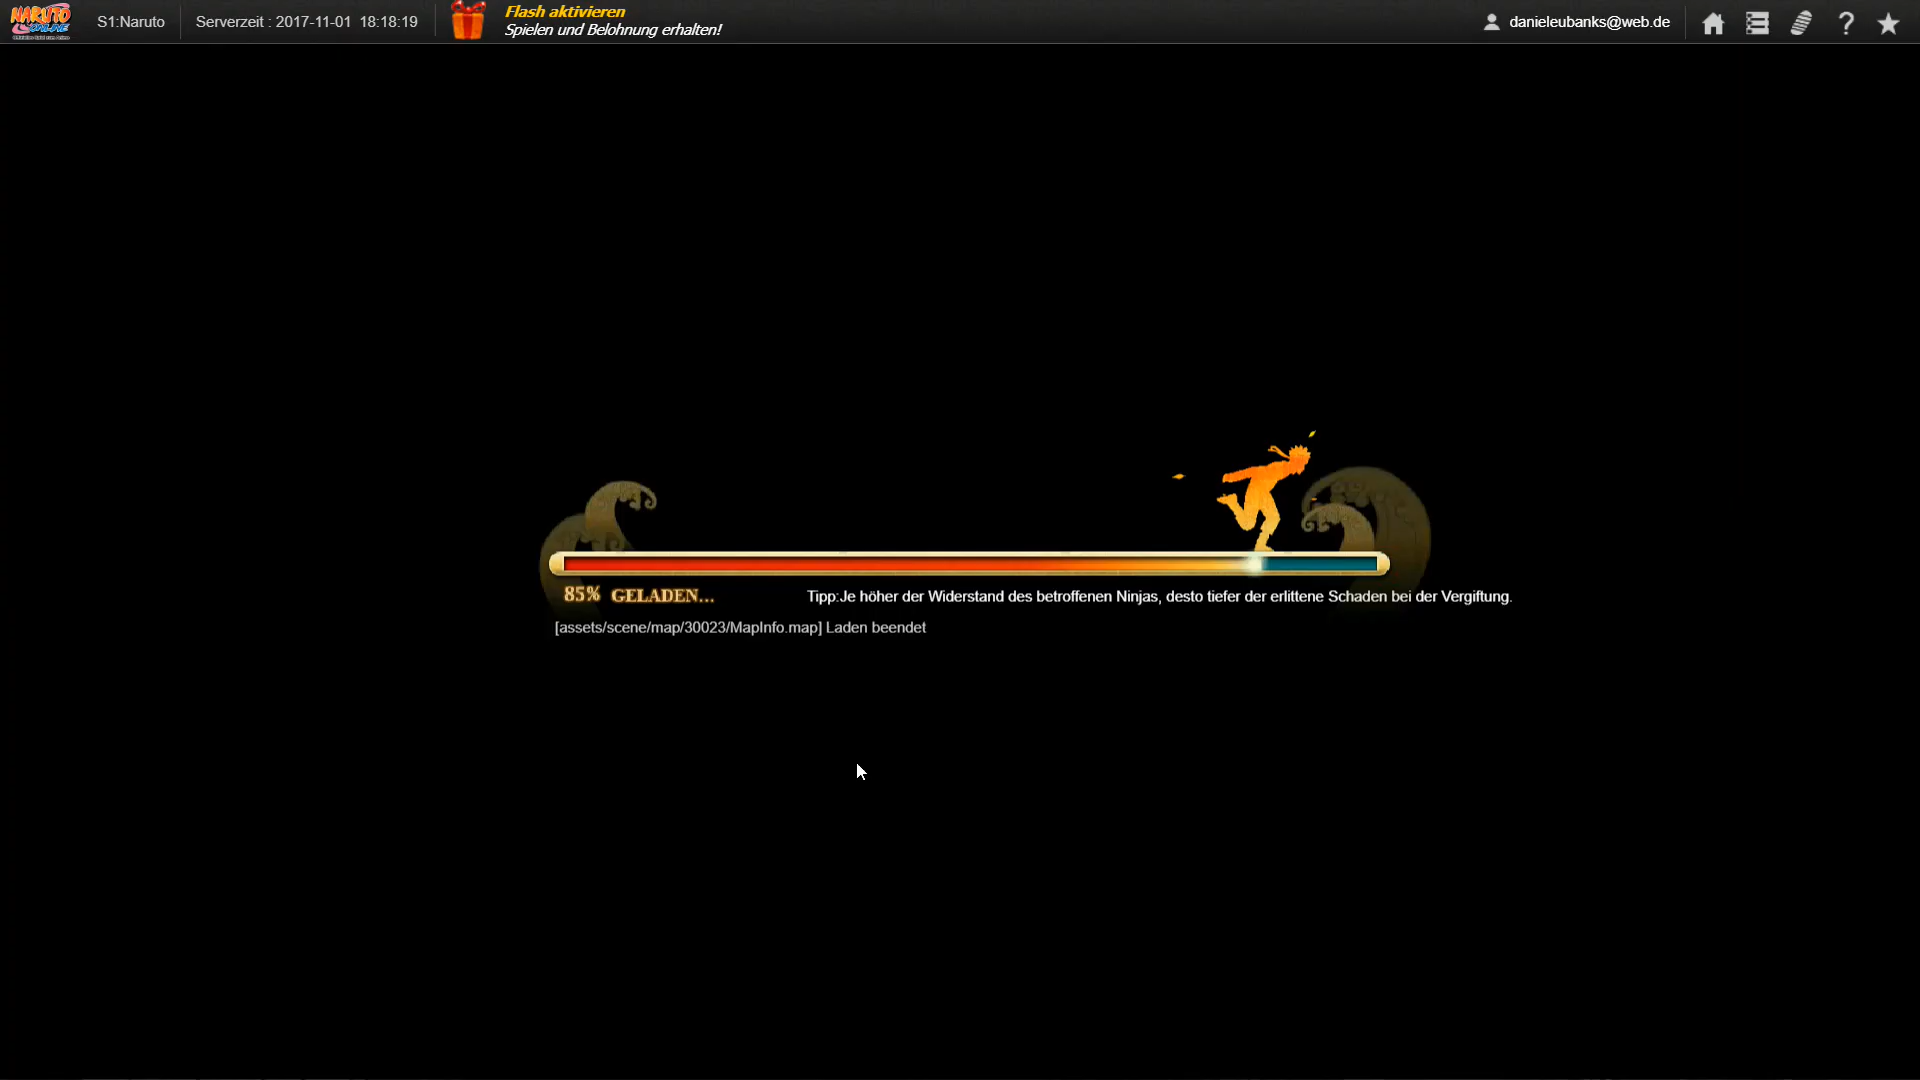 NARUTO
ONLINE
S1:Naruto
Serverzeit : 2017-11-01 18:18:19
Flash aktivieren
Spielen und Belohnung erhalten!
danieleubanks@web.de
85% GELADEN...
Tipp:Je höher der Widerstand des betroffenen Ninjas, desto tiefer der erlittene Schaden bei der Vergiftung.
[assets/scene/map/30023/MapInfo.map] Laden beendet